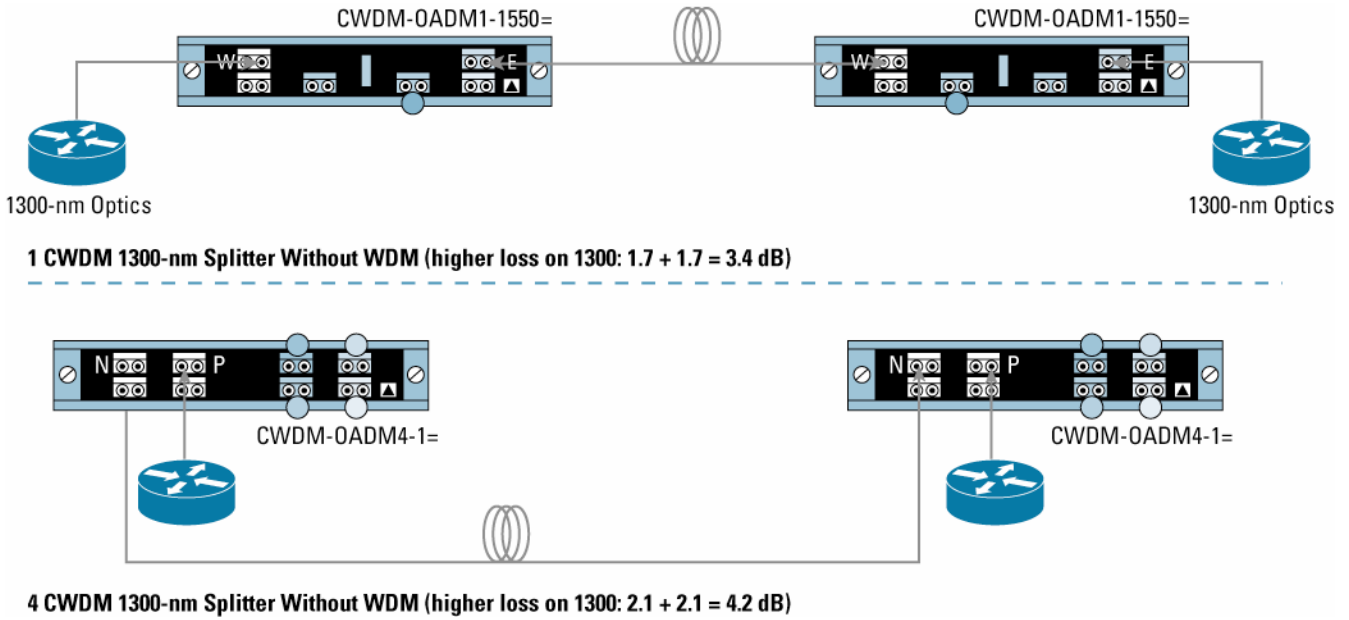 CWDM-OADM1-1550=
CWDM-OADM1-1550=
W
E
W
E
1300-nm Optics
1300-nm Optics
1 CWDM 1300-nm Splitter Without WDM (higher loss on 1300: 1.7 + 1.7 = 3.4 dB)
N
P
N
P
CWDM-OADM4-1=
CWDM-OADM4-1=
4 CWDM 1300-nm Splitter Without WDM (higher loss on 1300: 2.1 + 2.1 = 4.2 dB)